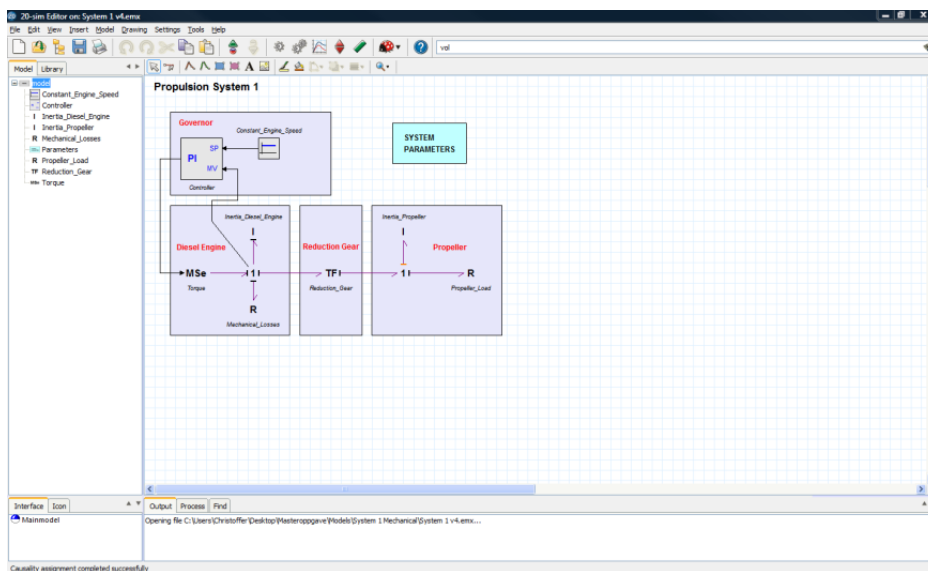 20-sim Editor on: System 1 v4.emx
File Edit View Insert Model Drawing Settings Tools Help
vol
Model Library
model
Constant_Engine_Speed
Controller
Inertia_Diesel_Engine
Inertia_Propeller
Mechanical_Losses
Parameters
Propeller_Load
Reduction_Gear
Torque
I
I
R
R
TF
MSe
A
Propulsion System 1
Governor
Constant_Engine_Speed
SP
PI
MV
Controller
SYSTEM
PARAMETERS
Inertia_Diesel_Engine
Inertia_Propeller
I
I
Diesel Engine
Reduction Gear
Propeller
MSe
1
TF
1
R
Torque
Reduction_Gear
Propeller_Load
R
Mechanical_Losses
Interface Icon
Output Process Find
Mainmodel
Opening file C:\Users\Christoffer\Desktop\Masteroppgave\Models\System 1 Mechanical\System 1 v4.emx...
Causality assignment completed successfully